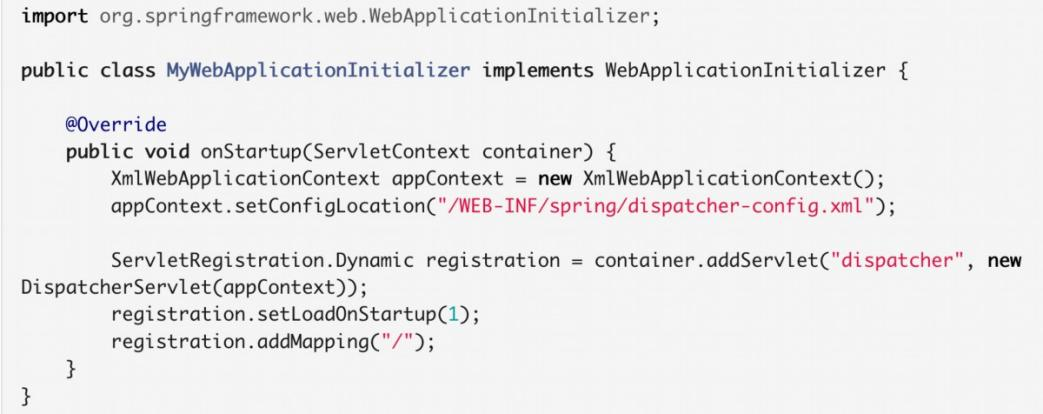 import org.springframework.web.WebApplicationInitializer;
public class MyWebApplicationInitializer implements WebApplicationInitializer {
@Override
public void onStartup(ServletContext container) {
XmlWebApplicationContext appContext = new XmlWebApplicationContext();
appContext.setConfigLocation("/WEB-INF/spring/dispatcher-config.xml");
ServletRegistration.Dynamic registration = container.addServlet("dispatcher", new
DispatcherServlet(appContext));
registration.setLoadOnStartup(1);
registration.addMapping("/");
}
}